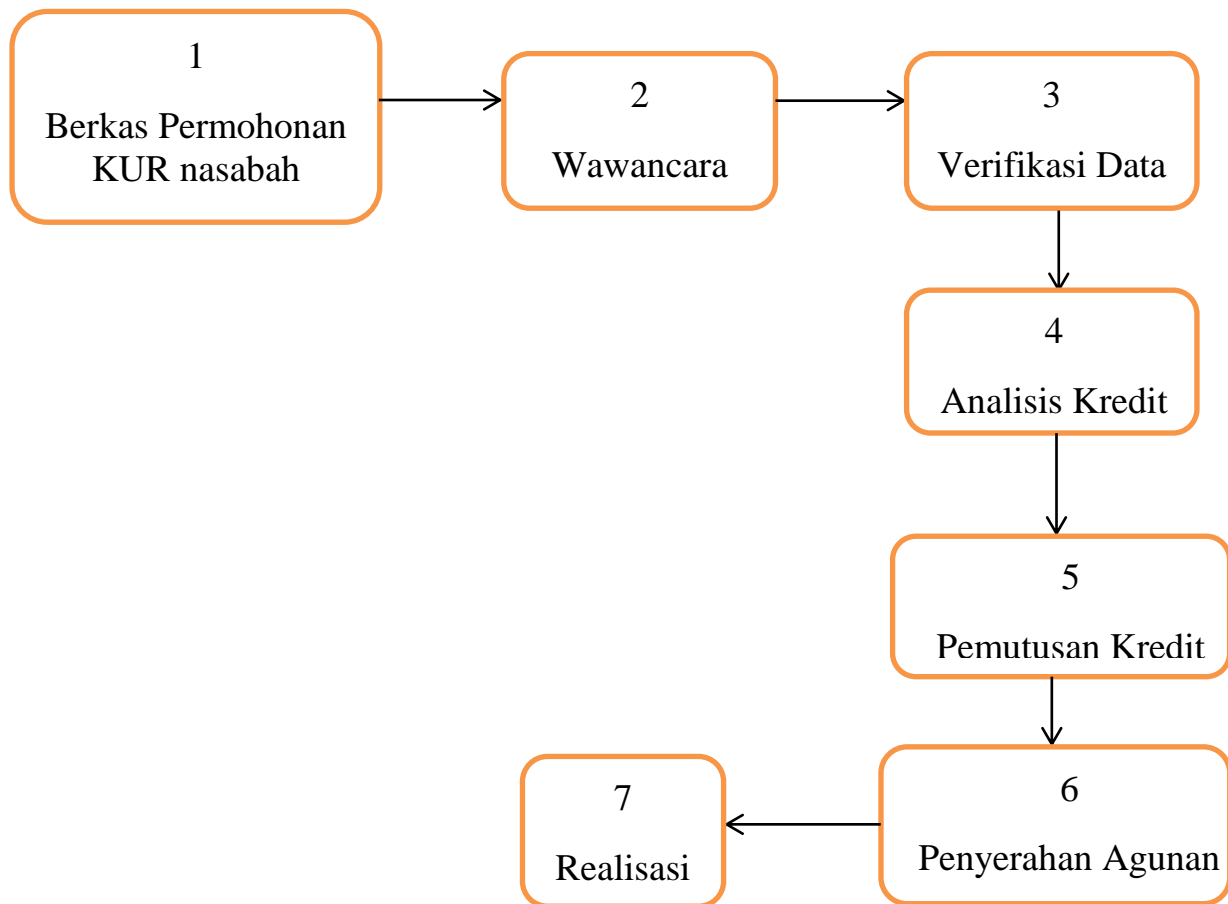 1
Berkas Permohonan
KUR nasabah
2
Wawancara
3
Verifikasi Data
4
Analisis Kredit
5
Pemutusan Kredit
6
Penyerahan Agunan
7
Realisasi